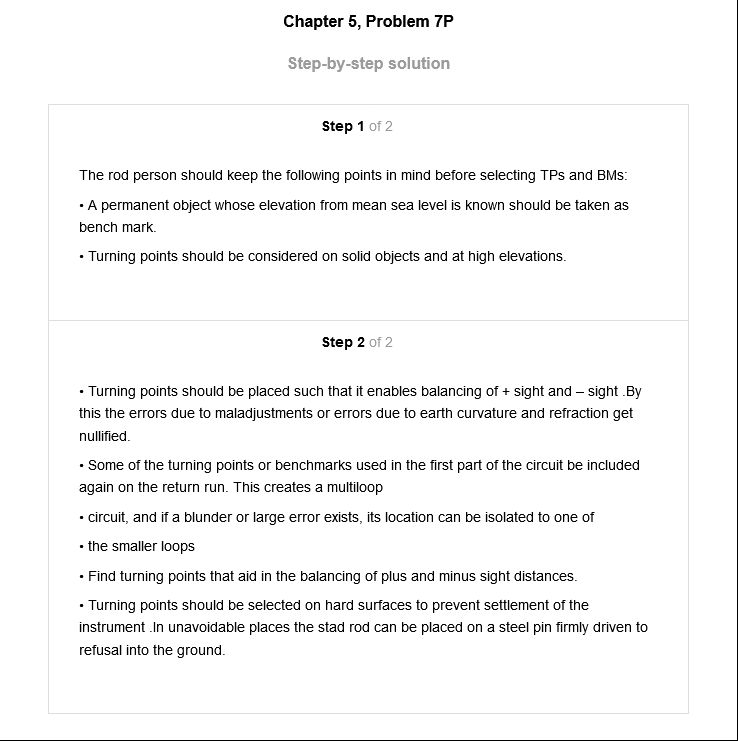 Chapter 5, Problem 7P
Step-by-step solution
Step 1 of 2
The rod person should keep the following points in mind before selecting TPs and BMs:
• A permanent object whose elevation from mean sea level is known should be taken as
bench mark.
• Turning points should be considered on solid objects and at high elevations.
Step 2 of 2
• Turning points should be placed such that it enables balancing of + sight and – sight .By
this the errors due to maladjustments or errors due to earth curvature and refraction get
nullified.
• Some of the turning points or benchmarks used in the first part of the circuit be included
again on the return run. This creates a multiloop
• circuit, and if a blunder or large error exists, its location can be isolated to one of
• the smaller loops
• Find turning points that aid in the balancing of plus and minus sight distances.
• Turning points should be selected on hard surfaces to prevent settlement of the
instrument .In unavoidable places the stad rod can be placed on a steel pin firmly driven to
refusal into the ground.